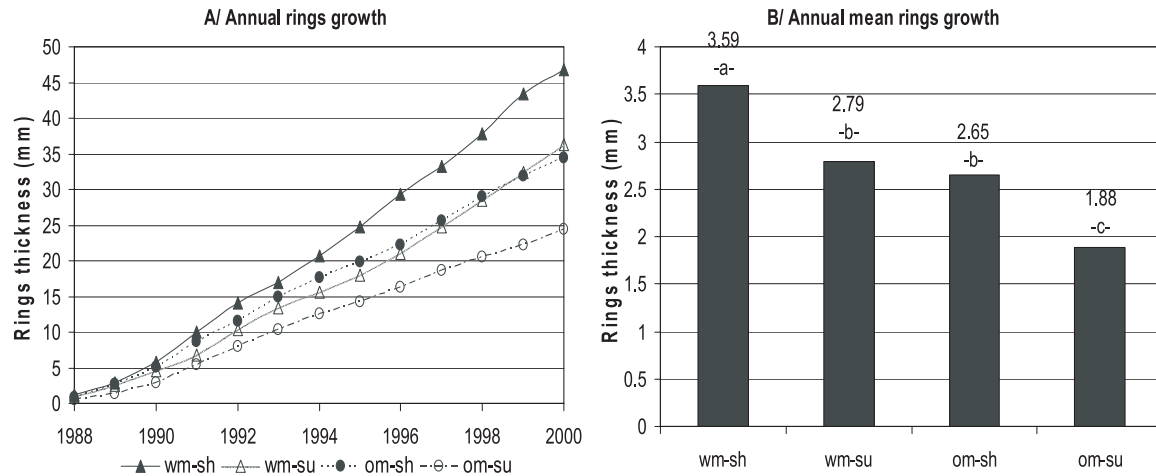 A/ Annual rings growth
Rings thickness (mm)
50
45
40
35
30
25
20
15
10
5
0
1988 1990 1992 1994 1996 1998 2000
wm-sh wm-su om-sh om-su
B/ Annual mean rings growth
Rings thickness (mm)
4
3.5
3
2.5
2
1.5
1
0.5
0
3.59
-a-
2.79
-b-
2.65
-b-
1.88
-c-
wm-sh wm-su om-sh om-su